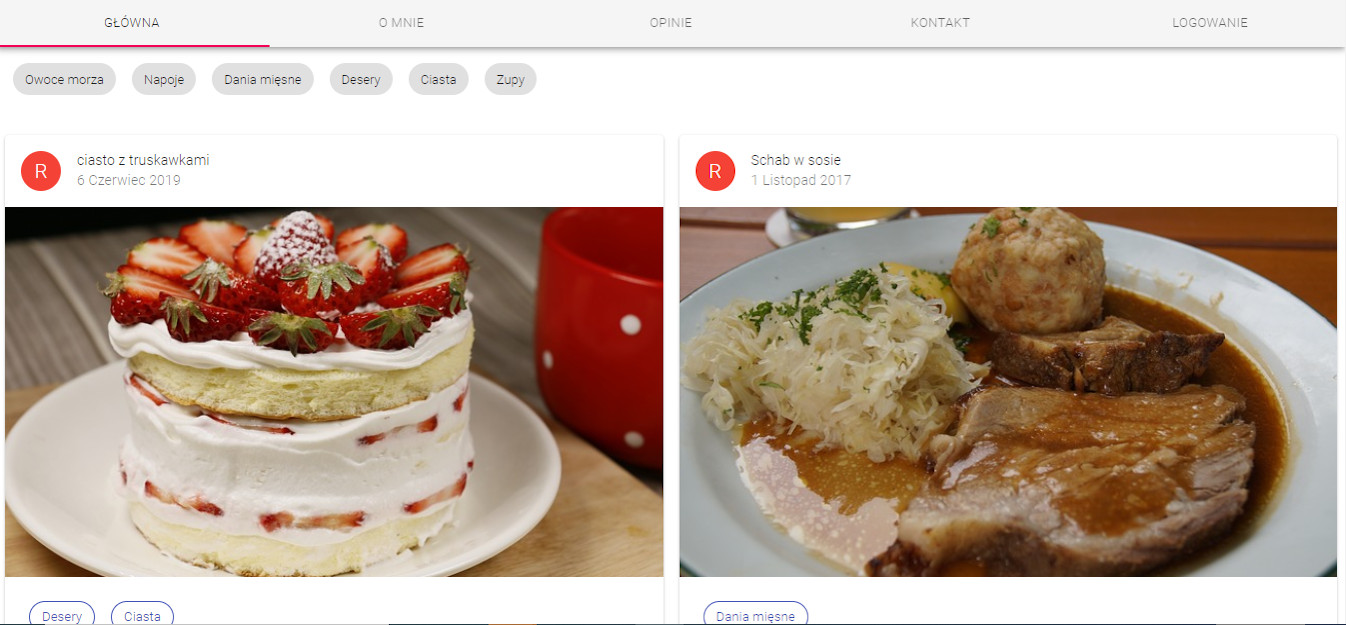 GŁÓWNA O MNIE OPINIE KONTAKT LOGOWANIE
Owoce morza Napoje Dania mięsne Desery Ciasta Zupy
R
ciasto z truskawkami
6 Czerwiec 2019
Desery Ciasta
R
Schab w sosie
1 Listopad 2017
Dania mięsne